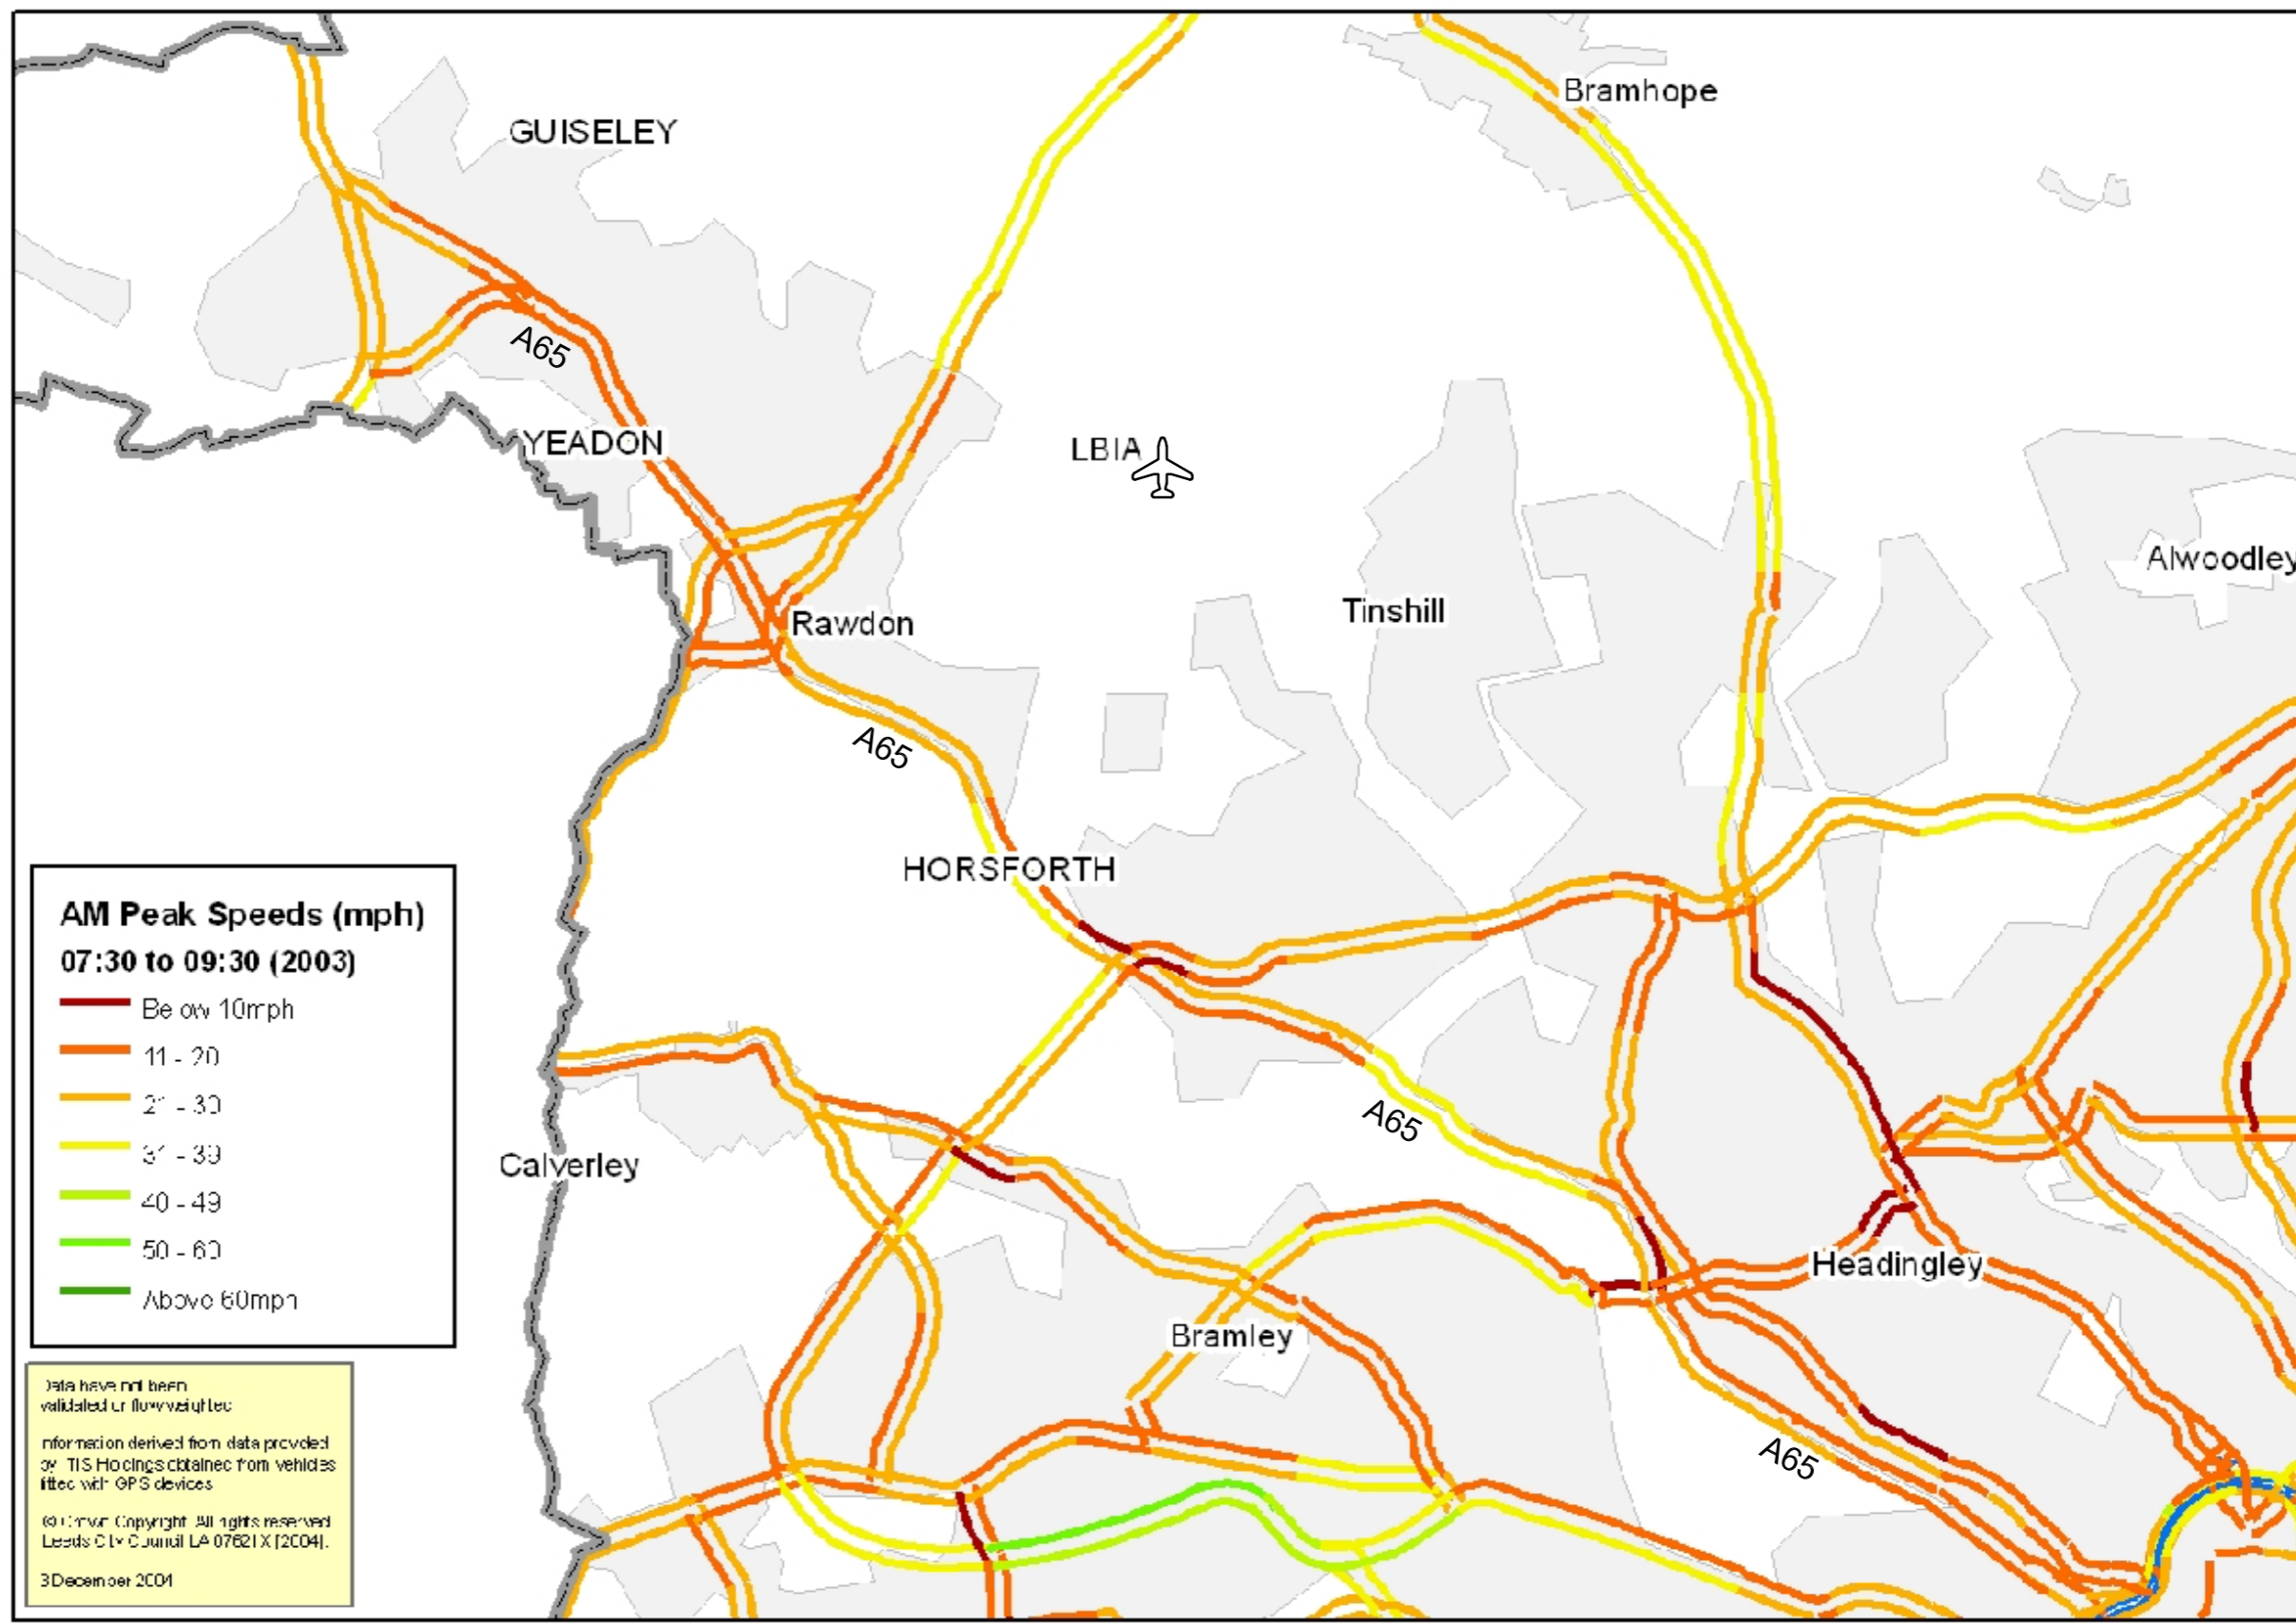 Bramhope
GUISELEY
A65
YEADON
LBIA
Alwoodley
Tinshill
Rawdon
A65
HORSFORTH
AM Peak Speeds (mph)
07:30 to 09:30 (2003)
Below 10mph
11 - 20
21 - 30
31 - 39
40 - 49
50 - 60
Above 60mph
A65
Calverley
Headingley
Bramley
A65
Data have not been
validated or flow weighted
Information derived from data provided
by ITIS Holdings obtained from vehicles
fitted with GPS devices
© Crown Copyright. All rights reserved
Leeds City Council LA 07621X [2004].
3 December 2004